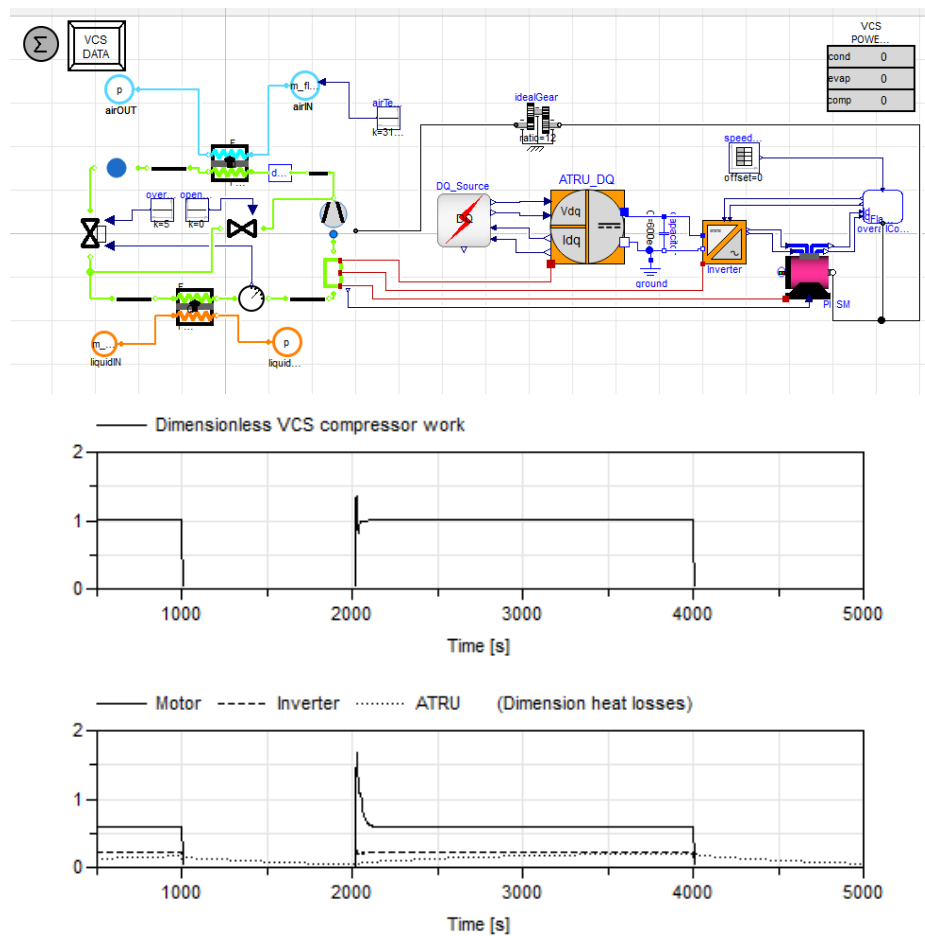 Σ
VCS
DATA
VCS
POWE...
cond 0
evap 0
comp 0
p
airOUT
m_fl...
airIN
airTe...
k=31...
idealGear
ratio=12
speed...
offset=0
d...
over...
k=5
open...
k=0
DQ_Source
ATRU_DQ
Vdq
Idq
capacito..
ground
Inverter
m_...
liquidIN
p
liquid...
Dimensionless VCS compressor work
2
1
0
1000 2000 3000 4000 5000
Time [s]
Motor Inverter ATRU (Dimension heat losses)
2
1
0
1000 2000 3000 4000 5000
Time [s]